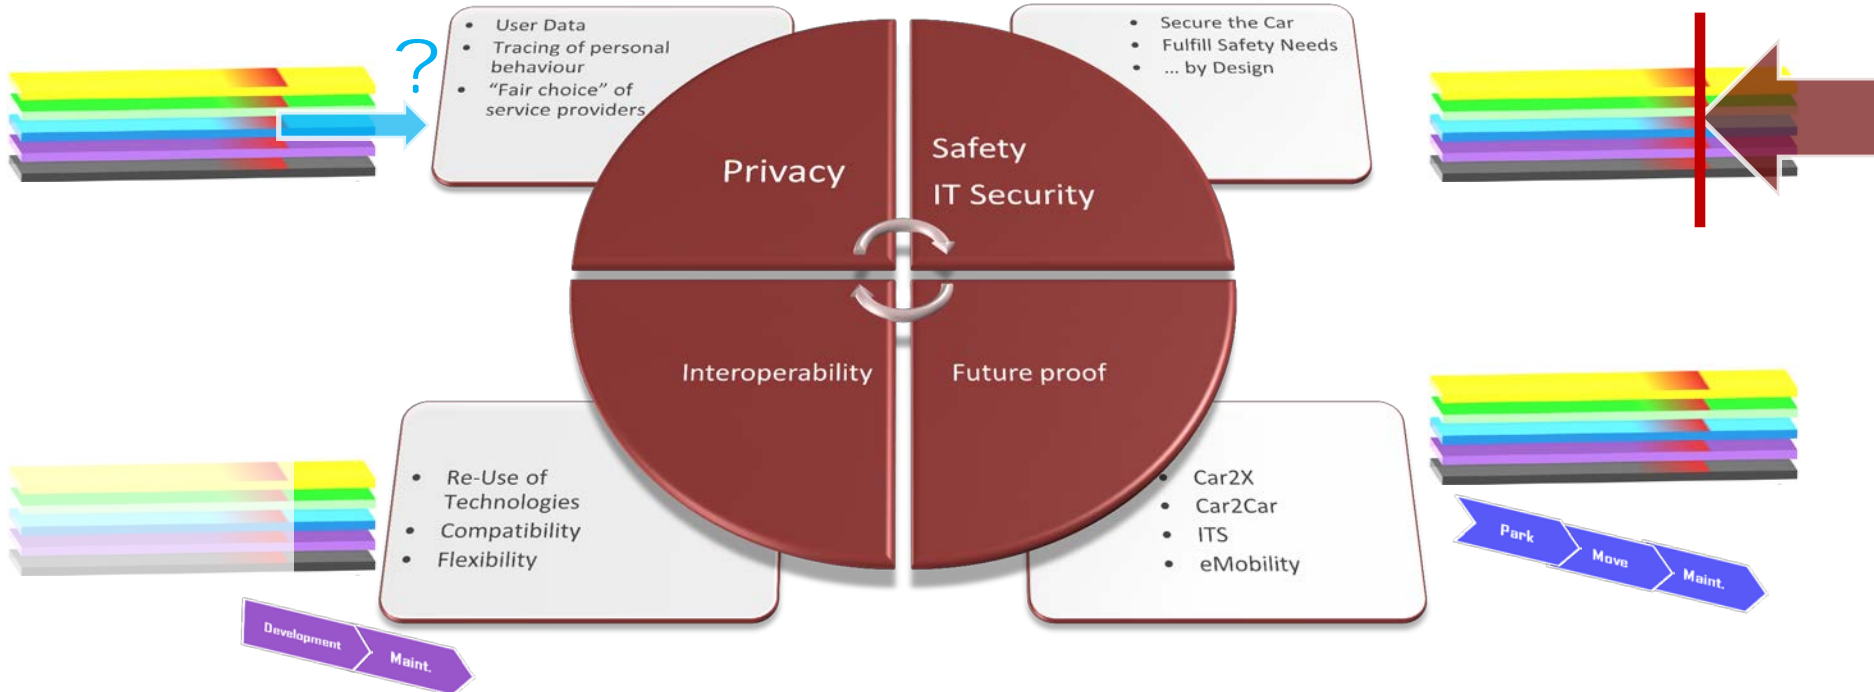 ?
• User Data
• Tracing of personal
behaviour
• “Fair choice” of
service providers
• Secure the Car
• Fulfill Safety Needs
• ... by Design
Privacy
Safety
IT Security
Interoperability
Future proof
• Re-Use of
Technologies
• Compatibility
• Flexibility
• Car2X
• Car2Car
• ITS
• eMobility
Park
Move
Maint.
Development
Maint.